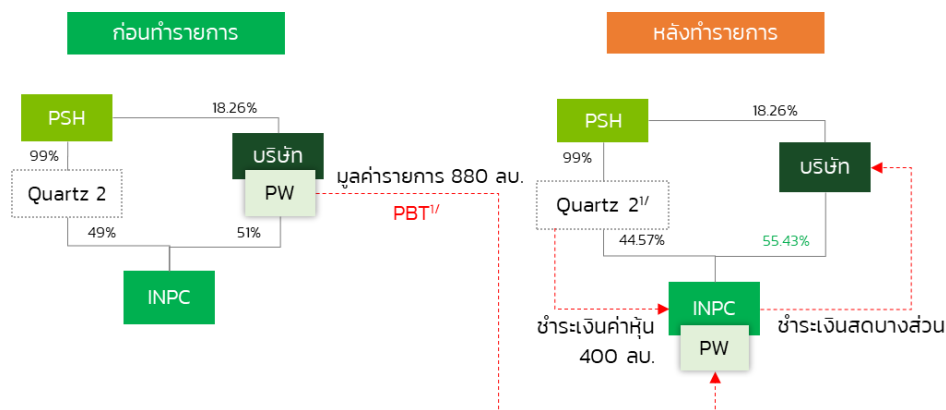 ก่อนทำรายการ
หลังทำรายการ
PSH
18.26%
99%
บริษัท
Quartz 2
PW
มูลค่ารายการ 880 ลบ.
PBT1/
49%
51%
INPC
PSH
18.26%
99%
บริษัท
Quartz 21/
44.57%
55.43%
INPC
ชำระเงินค่าหุ้น
400 ลบ.
PW
ชำระเงินสดบางส่วน